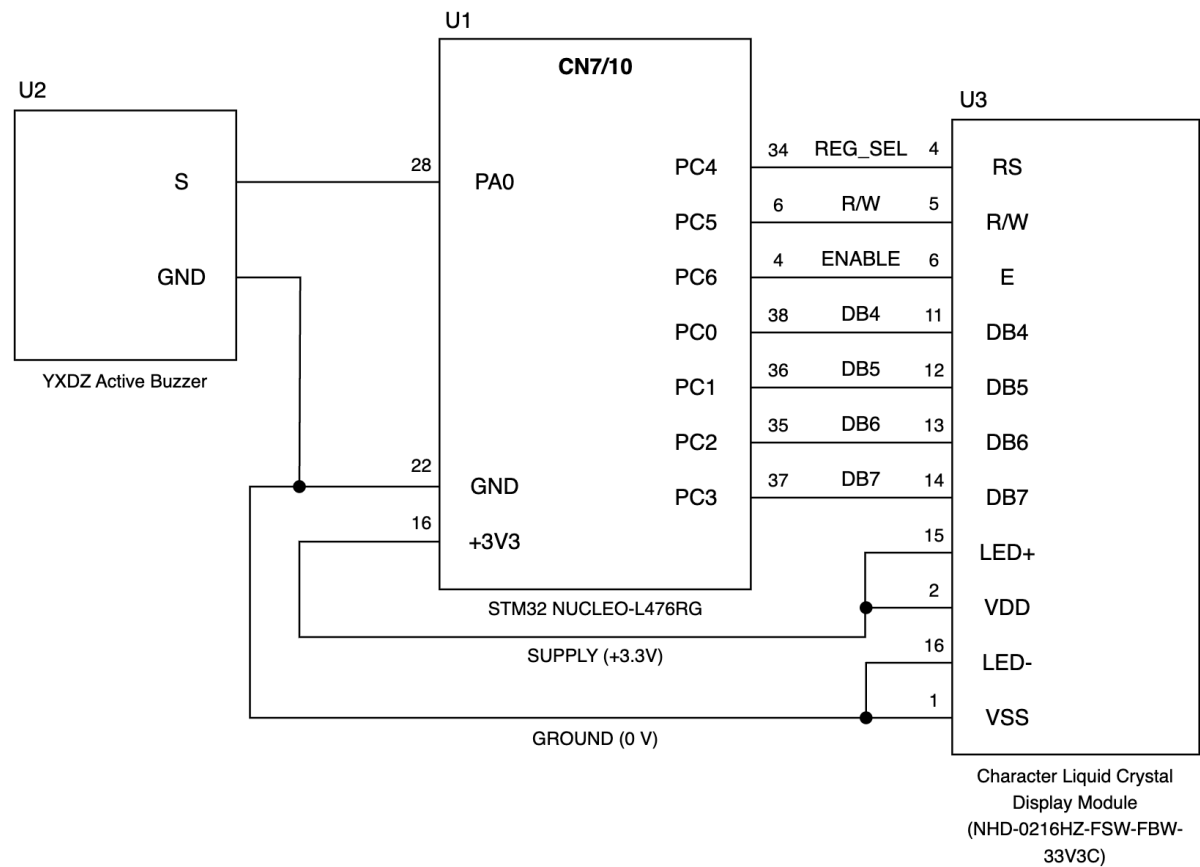 U1
CN7/10
U2
U3
S
28
PA0
GND
22
GND
16
+3V3
YXDZ Active Buzzer
PC4
34
REG_SEL
4
RS
PC5
6
R/W
5
R/W
PC6
4
ENABLE
6
E
PC0
38
DB4
11
DB4
PC1
36
DB5
12
DB5
PC2
35
DB6
13
DB6
PC3
37
DB7
14
DB7
15
LED+
2
VDD
16
LED-
1
VSS
STM32 NUCLEO-L476RG
SUPPLY (+3.3V)
GROUND (0 V)
Character Liquid Crystal
Display Module
(NHD-0216HZ-FSW-FBW-
33V3C)